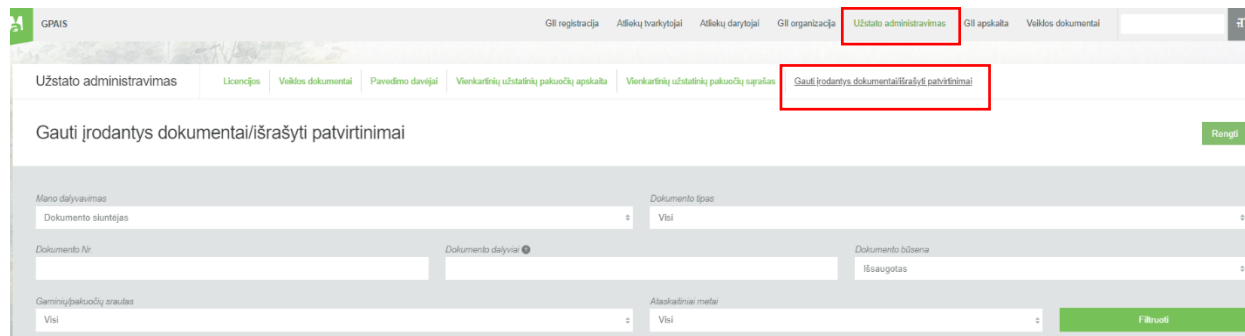 GPAIS GII registracija Atliekų tvarkytojai Atliekų darytojai GII organizacija Užstato administravimas GII apskaita Veiklos dokumentai
Užstato administravimas Licencijos Veiklos dokumentai Pavedimo davėjai Vienkartinių užstatinių pakuočių apskaita Vienkartinių užstatinių pakuočių sąrašas Gauti įrodantys dokumentai/išrašyti patvirtinimai
Gauti įrodantys dokumentai/išrašyti patvirtinimai Rengti
Mano dalyvavimas Dokumento tipas
Dokumento siuntėjas Visi
Dokumento Nr. Dokumento dalyviai Dokumento būsena
Išsaugotas
Gaminių/pakuočių srautas Ataskaitiniai metai
Visi Visi Filtruoti